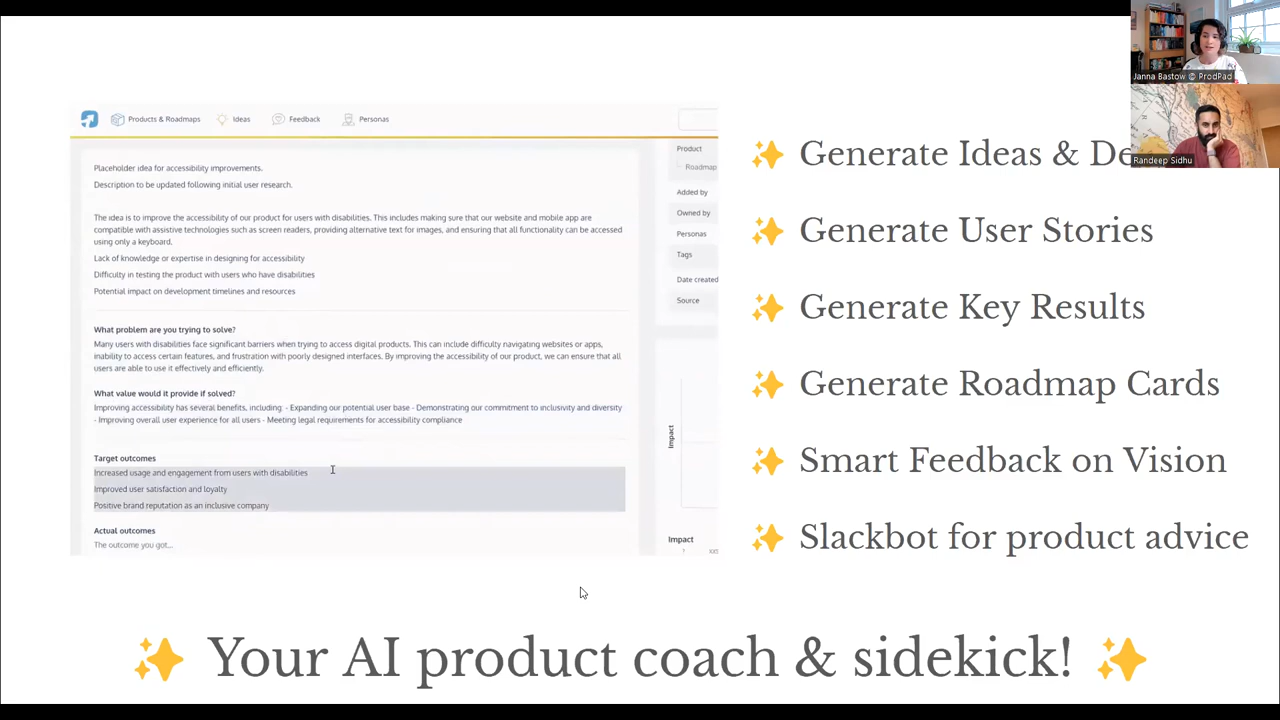 Janna Bastow @ ProdPad
Randeep Sidhu
Products & Roadmaps
Ideas
Feedback
Personas
Placeholder idea for accessibility improvements.
Description to be updated following initial user research.
The idea is to improve the accessibility of our product for users with disabilities. This includes making sure that our website and mobile app are
compatible with assistive technologies such as screen readers, providing alternative text for images, and ensuring that all functionality can be accessed
using only a keyboard.
Lack of knowledge or expertise in designing for accessibility
Difficulty in testing the product with users who have disabilities
Potential impact on development timelines and resources
What problem are you trying to solve?
Many users with disabilities face significant barriers when trying to access digital products. This can include difficulty navigating websites or apps,
inability to access certain features, and frustration with poorly designed interfaces. By improving the accessibility of our product, we can ensure that all
users are able to use it effectively and efficiently.
What value would it provide if solved?
Improving accessibility has several benefits, including: - Expanding our potential user base - Demonstrating our commitment to inclusivity and diversity
- Improving overall user experience for all users - Meeting legal requirements for accessibility compliance
Target outcomes
Increased usage and engagement from users with disabilities
Improved user satisfaction and loyalty
Positive brand reputation as an inclusive company
Actual outcomes
The outcome you got...
Product
Roadmap
Added by
Owned by
Personas
Tags
Date created
Source
Impact
Impact
Generate Ideas & De
Generate User Stories
Generate Key Results
Generate Roadmap Cards
Smart Feedback on Vision
Slackbot for product advice
Your AI product coach & sidekick!